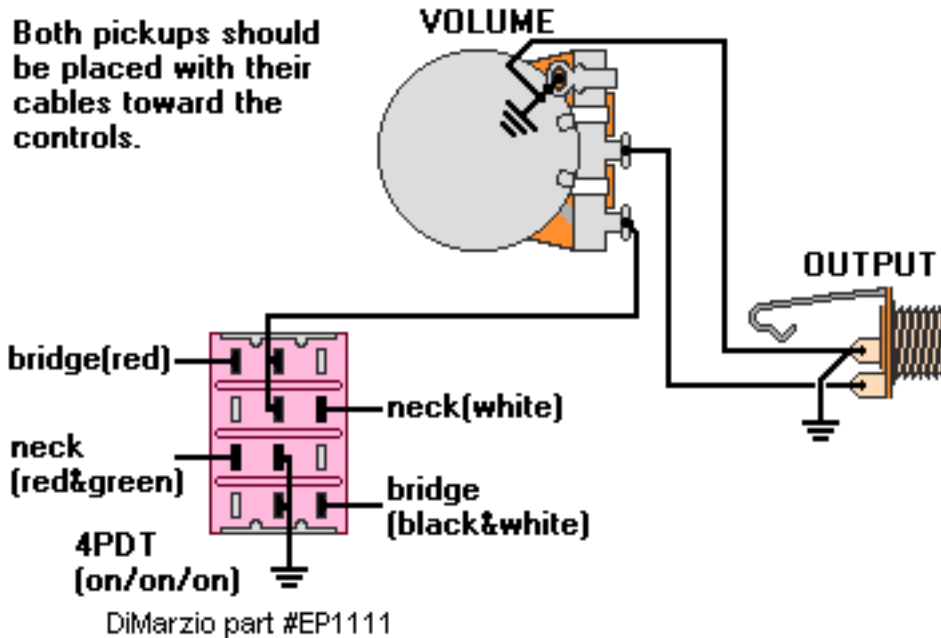 Both pickups should
be placed with their
cables toward the
controls.
VOLUME
OUTPUT
bridge(red)
neck(white)
neck
(red&green)
bridge
(black&white)
4PDT
(on/on/on)
DiMarzio part #EP1111